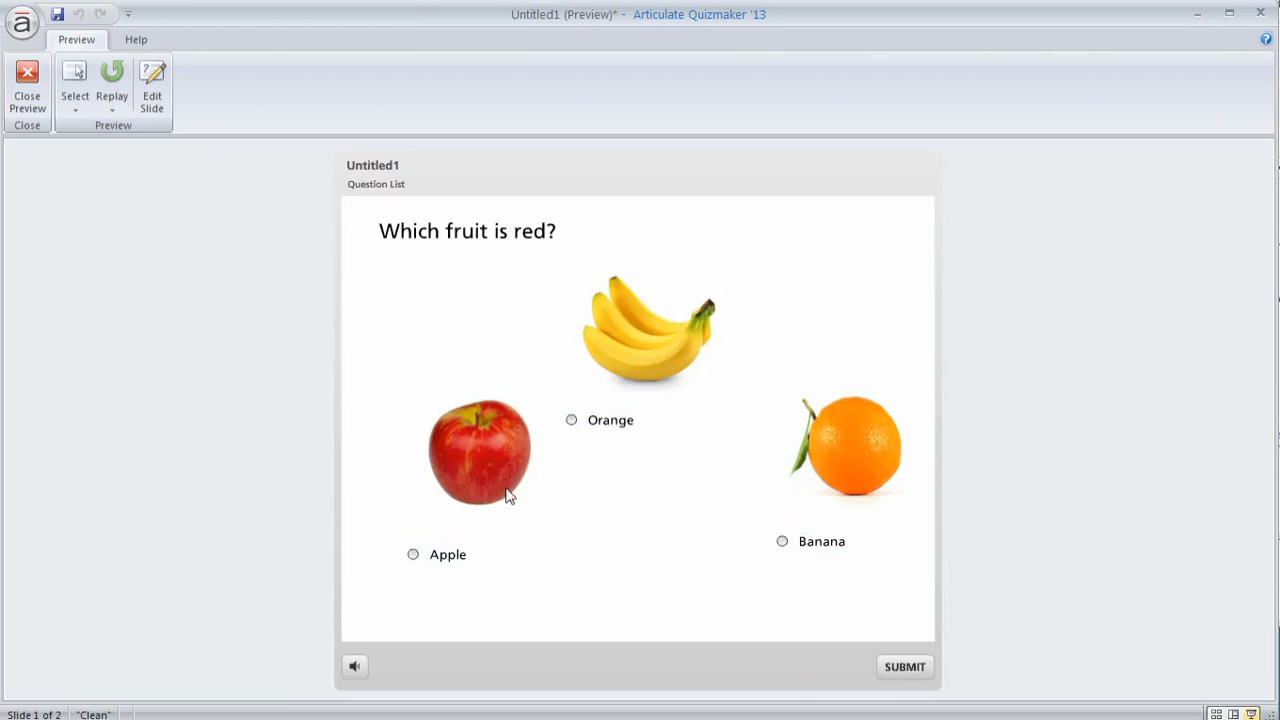 Untitled1 (Preview)* - Articulate Quizmaker '13
Preview Help
Close Preview
Select
Replay
Edit Slide
Close
Preview
Untitled1
Question List
Which fruit is red?
Orange
Apple
Banana
SUBMIT
Slide 1 of 2 "Clean"